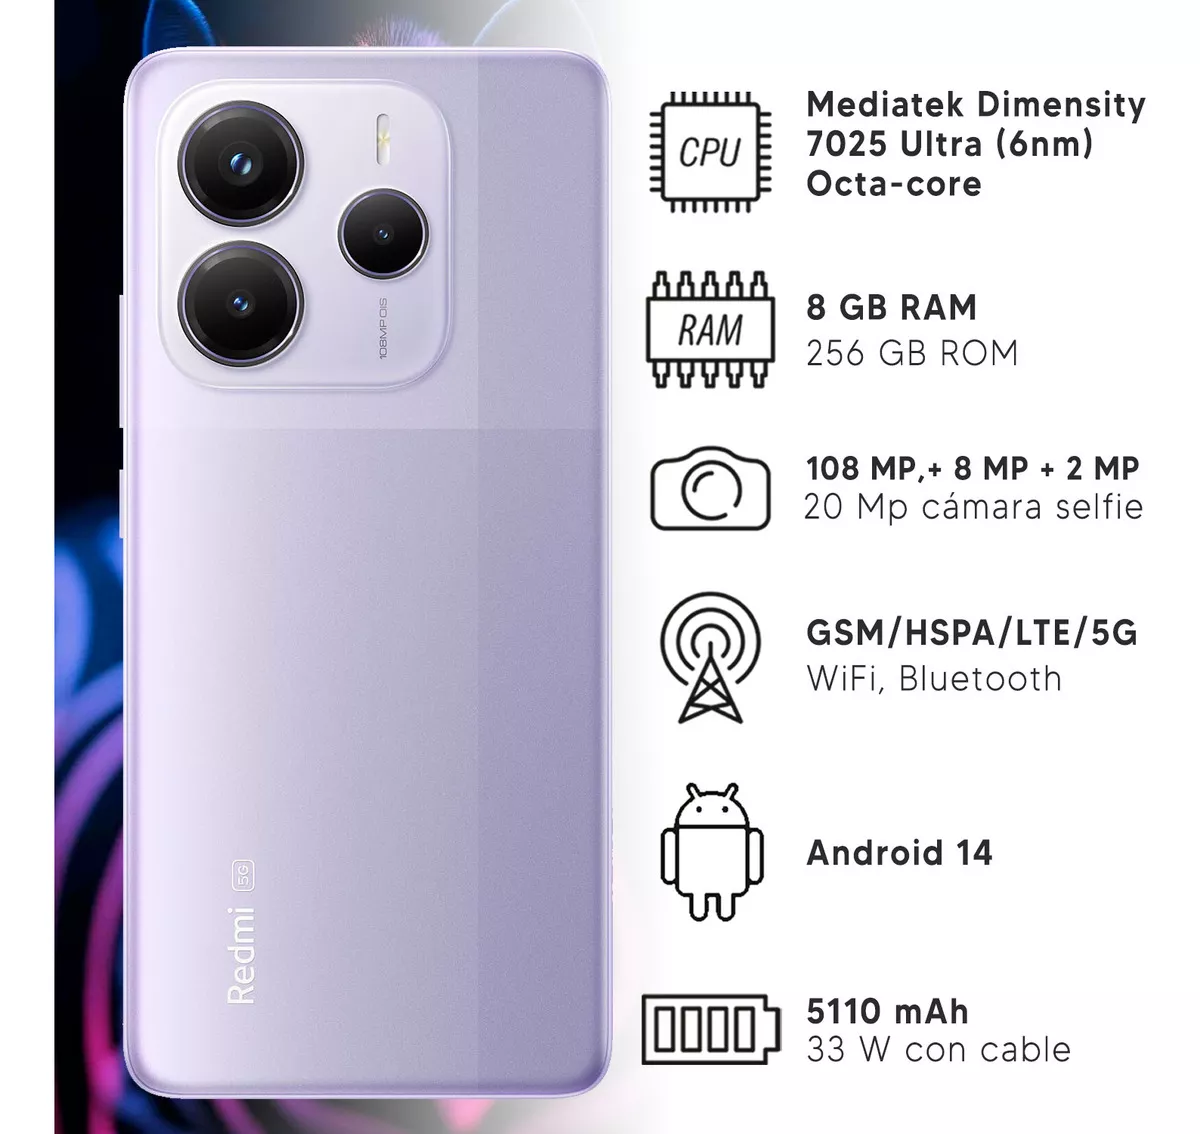 108MP OIS
Redmi 5G
CPU
Mediatek Dimensity
7025 Ultra (6nm)
Octa-core
RAM
8 GB RAM
256 GB ROM
108 MP,+ 8 MP + 2 MP
20 Mp cámara selfie
GSM/HSPA/LTE/5G
WiFi, Bluetooth
Android 14
5110 mAh
33 W con cable